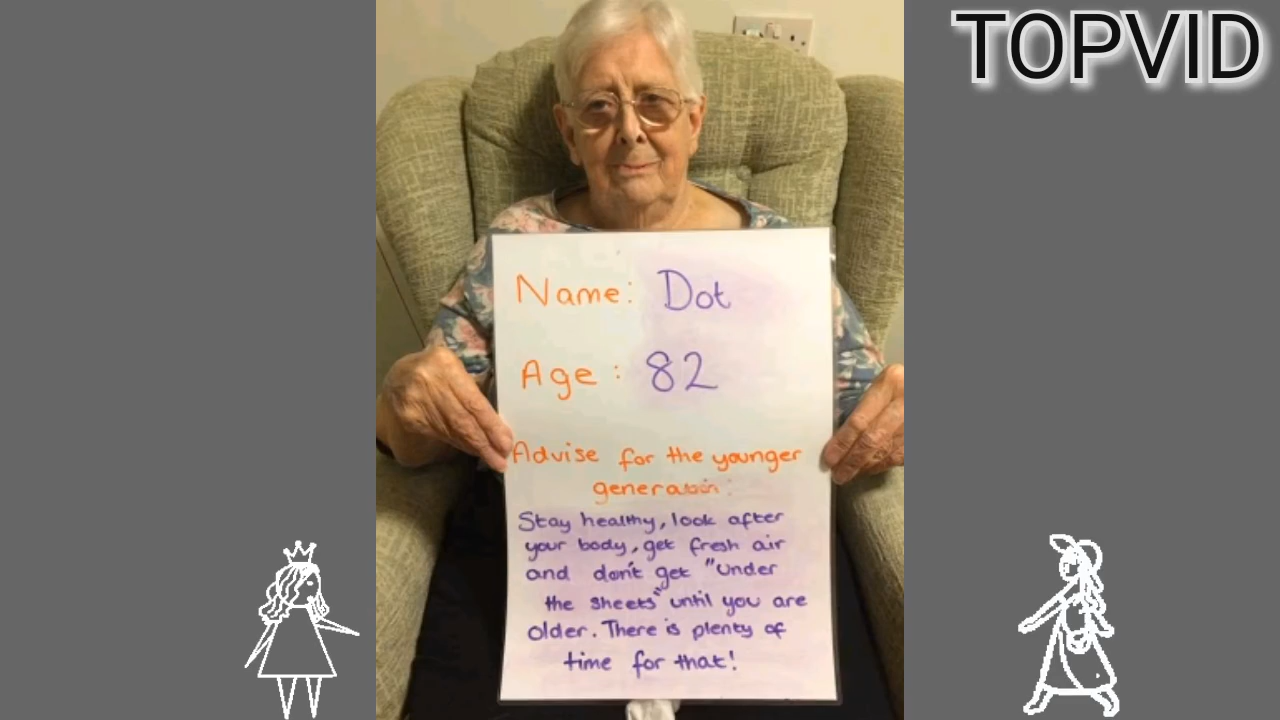 TOPVID
Name: Dot
Age: 82
Advise for the younger
generation:
Stay healthy, look after
your body, get fresh air
and don't get "under
the sheets" until you are
older. There is plenty of
time for that!